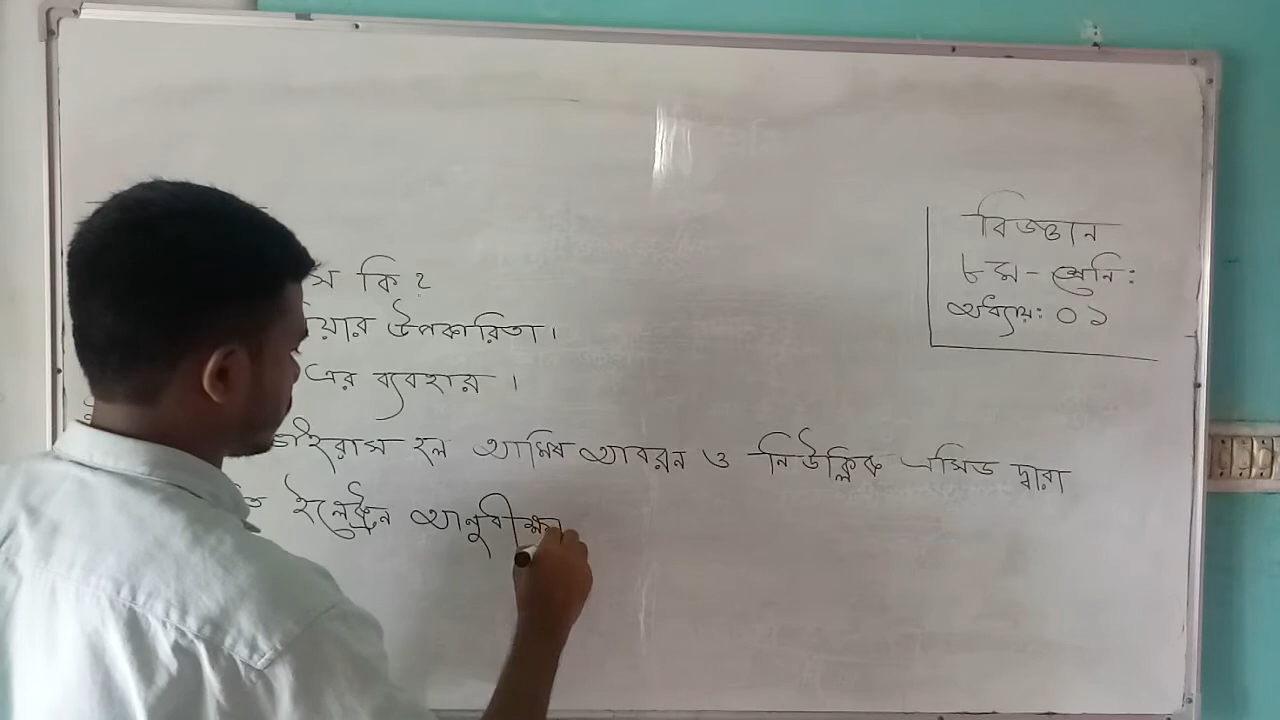 বিজ্ঞান
৮ম - শ্রেনি:
অধ্যায়: ০১
স কি?
য়ার উপকারিতা।
এর ব্যবহার।
ভাইরাস হল আমিষ আবরন ও নিউক্লিক এসিড দ্বারা
ত ইলেক্ট্রন অনুবীক্ষ